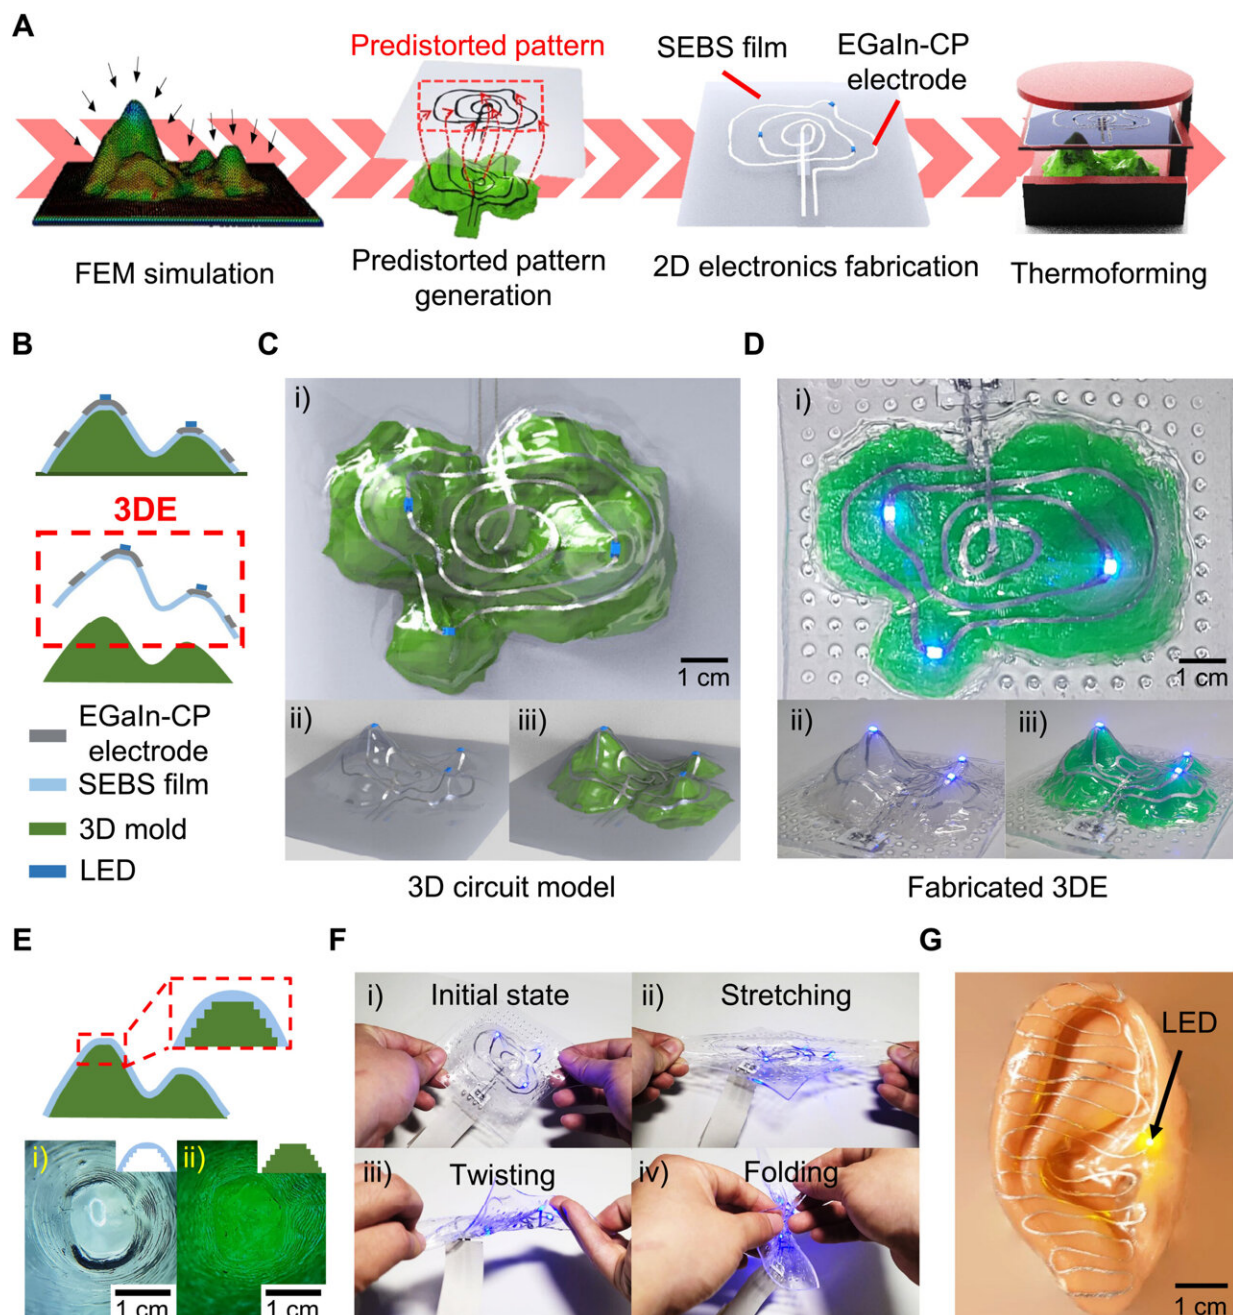 A
Predistorted pattern
SEBS film
EGaIn-CP
electrode
FEM simulation
Predistorted pattern
generation
2D electronics fabrication
Thermoforming
B
3DE
EGaIn-CP
electrode
SEBS film
3D mold
LED
C
i)
1 cm
ii)
iii)
3D circuit model
D
i)
1 cm
ii)
iii)
Fabricated 3DE
E
i)
ii)
1 cm
1 cm
F
i)
Initial state
ii)
Stretching
iii)
Twisting
iv)
Folding
G
LED
1 cm